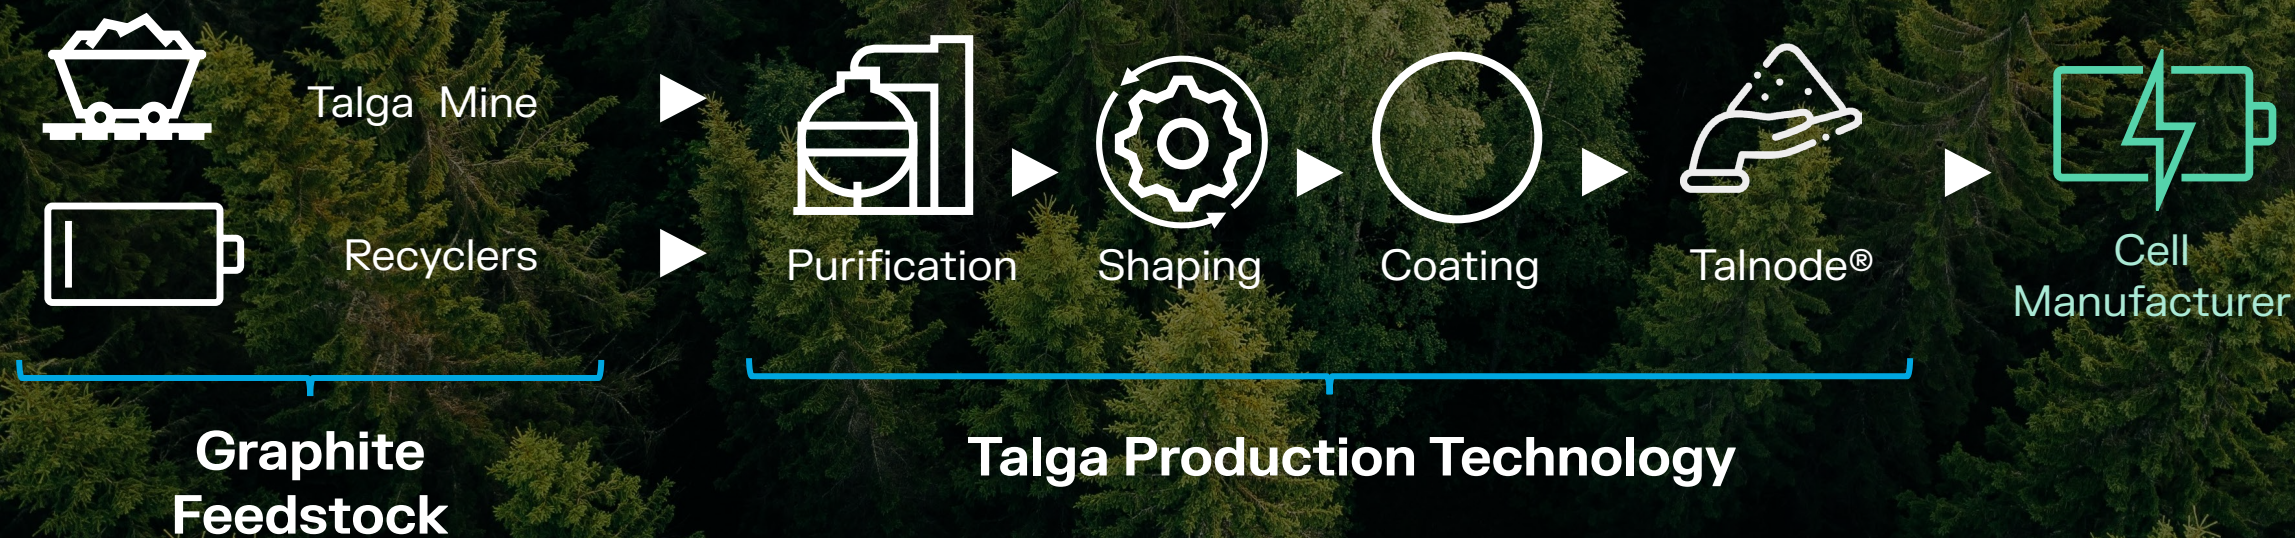 Talga Mine
Recyclers
Purification
Shaping
Coating
Talnode®
Cell
Manufacturer
Graphite
Feedstock
Talga Production Technology